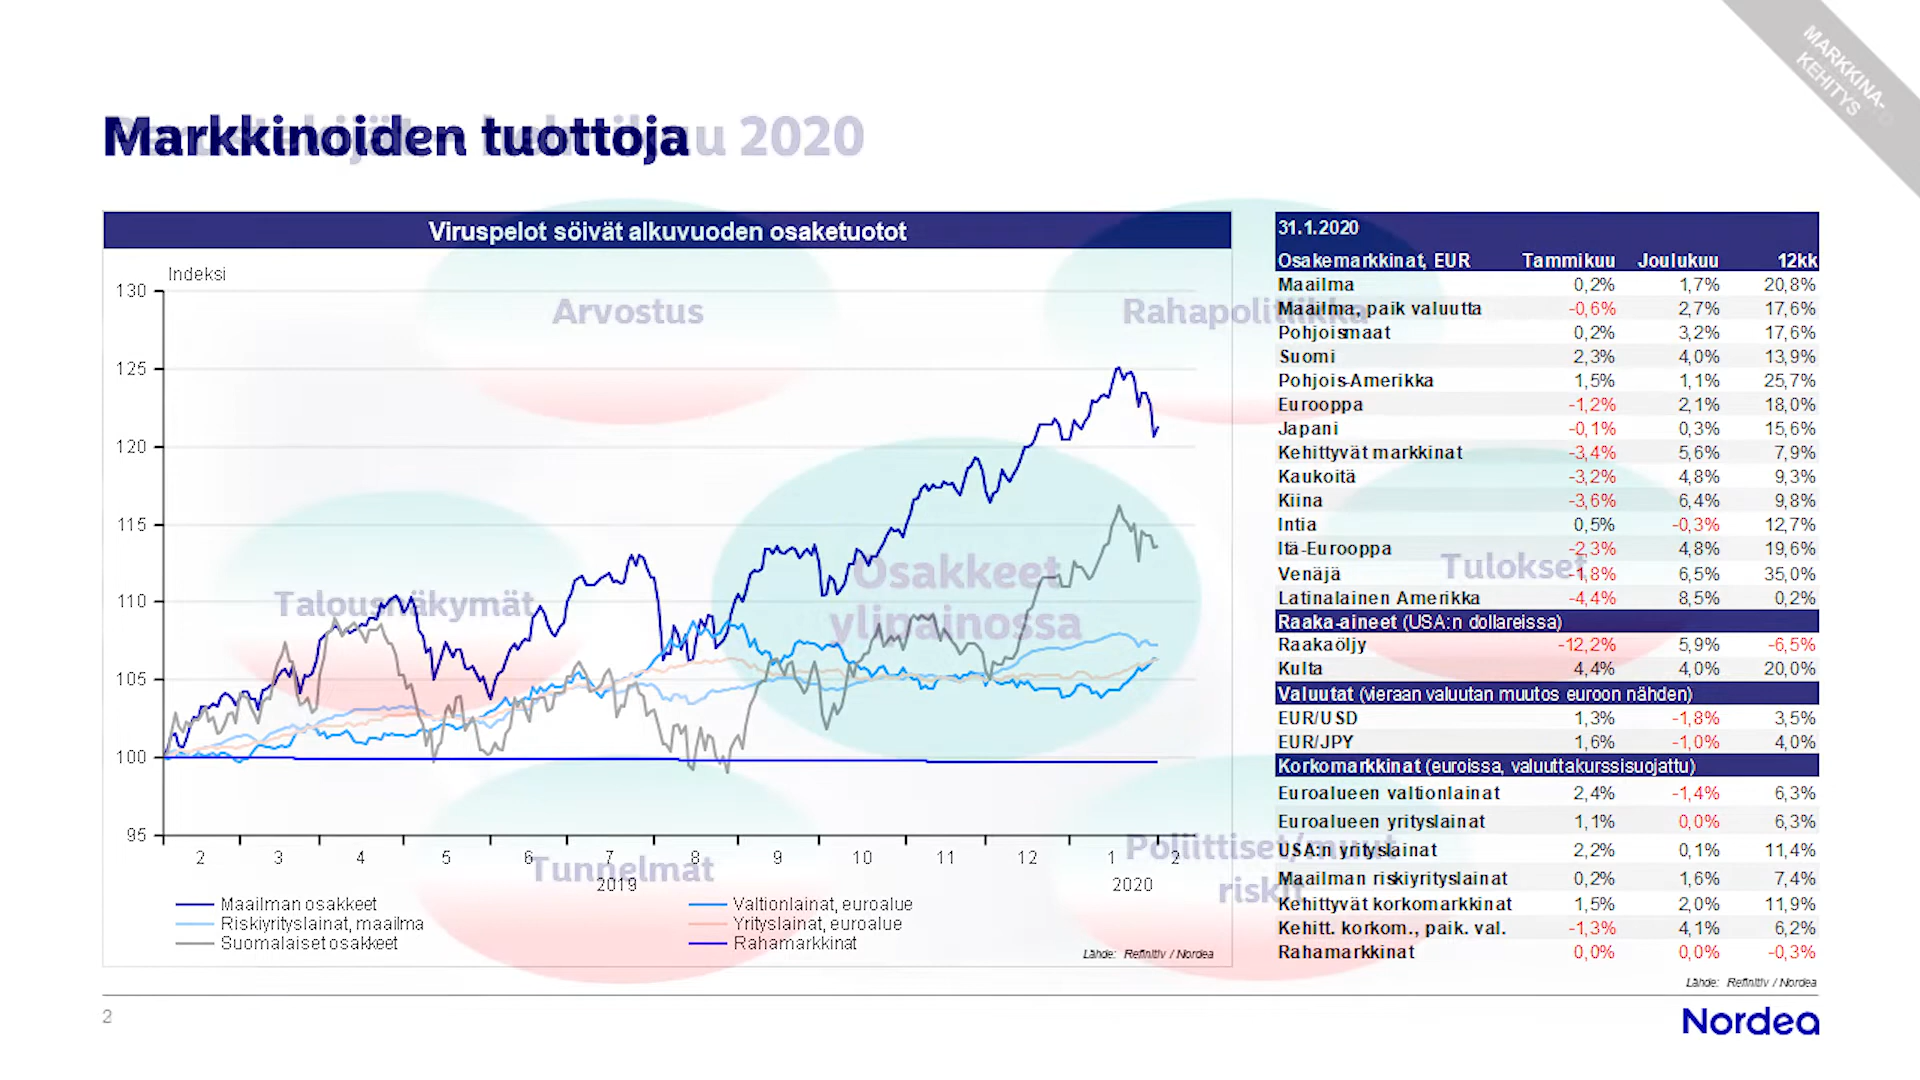 MARKKINA-
KEHITYS
Markkinoiden tuottoja
2020
Viruspelot söivät alkuvuoden osaketuotot
Indeksi
130
125
120
115
110
105
100
95
2 3 4 5 6 7 8 9 10 11 12 1 2
2019 2020
Maailman osakkeet
Riskiyrityslainat, maailma
Suomalaiset osakkeet
Valtionlainat, euroalue
Yrityslainat, euroalue
Rahamarkkinat
Lähde: Refinitiv / Nordea
Arvostus
Rahapolitiikka
Talousnäkymät
Osakkeet
ylipainossa
Tulokset
Tunnelmat
Poliittiset/muut
riskit
31.1.2020
Osakemarkkinat, EUR Tammikuu Joulukuu 12kk
Maailma 0,2% 1,7% 20,8%
Maailma, paik valuutta -0,6% 2,7% 17,6%
Pohjoismaat 0,2% 3,2% 17,6%
Suomi 2,3% 4,0% 13,9%
Pohjois-Amerikka 1,5% 1,1% 25,7%
Eurooppa -1,2% 2,1% 18,0%
Japani -0,1% 0,3% 15,6%
Kehittyvät markkinat -3,4% 5,6% 7,9%
Kaukoitä -3,2% 4,8% 9,3%
Kiina -3,6% 6,4% 9,8%
Intia 0,5% -0,3% 12,7%
Itä-Eurooppa -2,3% 4,8% 19,6%
Venäjä -1,8% 6,5% 35,0%
Latinalainen Amerikka -4,4% 8,5% 0,2%
Raaka-aineet (USA:n dollareissa)
Raakaöljy -12,2% 5,9% -6,5%
Kulta 4,4% 4,0% 20,0%
Valuutat (vieraan valuutan muutos euroon nähden)
EUR/USD 1,3% -1,8% 3,5%
EUR/JPY 1,6% -1,0% 4,0%
Korkomarkkinat (euroissa, valuuttakurssisuojattu)
Euroalueen valtionlainat 2,4% -1,4% 6,3%
Euroalueen yrityslainat 1,1% 0,0% 6,3%
USA:n yrityslainat 2,2% 0,1% 11,4%
Maailman riskiyrityslainat 0,2% 1,6% 7,4%
Kehittyvät korkomarkkinat 1,5% 2,0% 11,9%
Kehitt. korkom., paik. val. -1,3% 4,1% 6,2%
Rahamarkkinat 0,0% 0,0% -0,3%
Lähde: Refinitiv / Nordea
2
Nordea